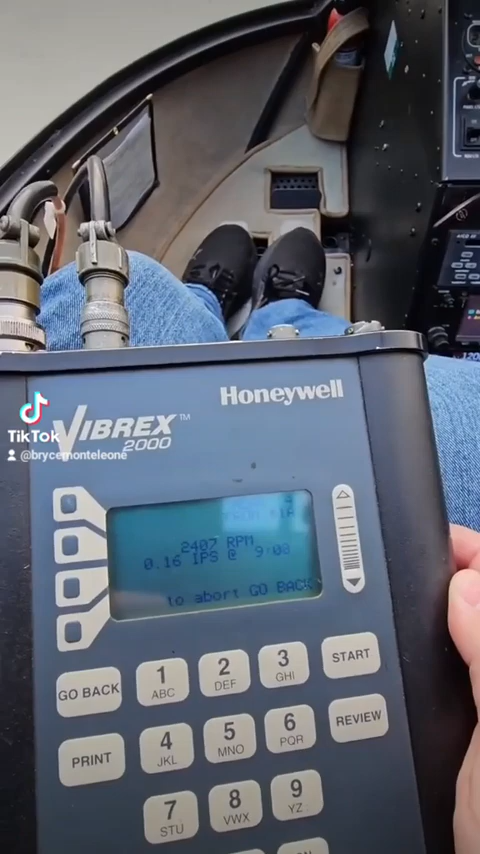 Honeywell
VIBREX™
2000
TikTok
@brycemonteleone
2407 RPM
0.16 IPS @ 9:00
to abort GO BACK
GO BACK
1
ABC
2
DEF
3
GHI
START
PRINT
4
JKL
5
MNO
6
PQR
REVIEW
7
STU
8
VWX
9
YZ